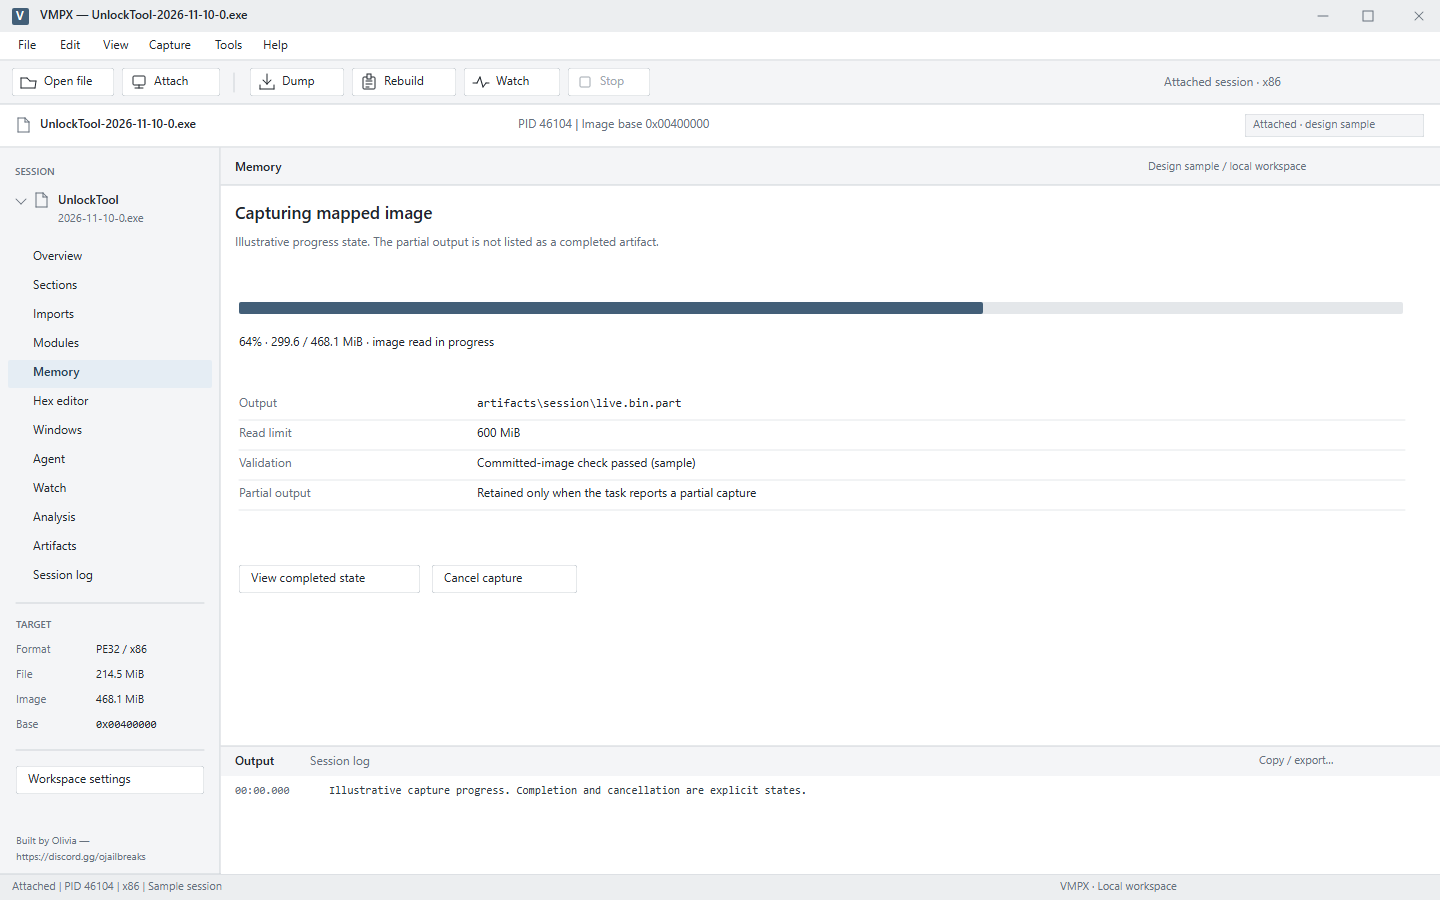 V VMPX — UnlockTool-2026-11-10-0.exe
File Edit View Capture Tools Help
Open file Attach Dump Rebuild Watch Stop Attached session · x86
UnlockTool-2026-11-10-0.exe PID 46104 | Image base 0x00400000 Attached · design sample
SESSION
UnlockTool
2026-11-10-0.exe
Overview
Sections
Imports
Modules
Memory
Hex editor
Windows
Agent
Watch
Analysis
Artifacts
Session log
TARGET
Format PE32 / x86
File 214.5 MiB
Image 468.1 MiB
Base 0x00400000
Workspace settings
Built by Olivia —
https://discord.gg/ojailbreaks
Memory Design sample / local workspace
Capturing mapped image
Illustrative progress state. The partial output is not listed as a completed artifact.
64% · 299.6 / 468.1 MiB · image read in progress
Output artifacts\session\live.bin.part
Read limit 600 MiB
Validation Committed-image check passed (sample)
Partial output Retained only when the task reports a partial capture
View completed state Cancel capture
Output Session log Copy / export...
00:00.000 Illustrative capture progress. Completion and cancellation are explicit states.
Attached | PID 46104 | x86 | Sample session VMPX · Local workspace